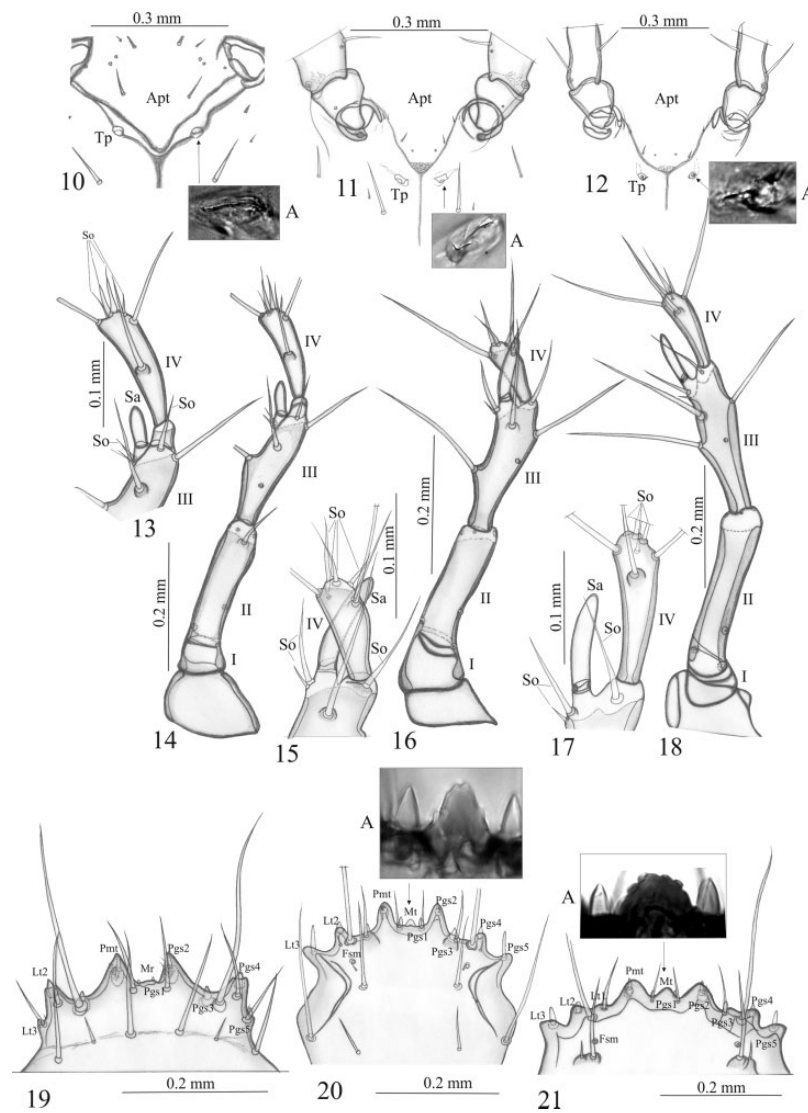 0.3 mm
0.3 mm
0.3 mm
Apt
Apt
Apt
Tp
Tp
Tp
10
11
12
A
A
A
So
IV
0.1 mm
Sa
So
So
III
13
IV
III
0.2 mm
II
I
14
So
0.1 mm
Sa
IV
So
So
15
IV
III
0.2 mm
II
I
16
So
Sa
0.1 mm
So
IV
So
17
IV
III
0.2 mm
II
I
18
A
A
Lt2
Pmt
Mr
Pgs2
Pgs1
Pgs4
Pgs3
Lt3
Pgs5
19
0.2 mm
Lt3
Lt2
Pmt
Mt
Pgs2
Pgs1
Pgs4
Fsm
Pgs3
Pgs5
20
0.2 mm
Lt3
Lt2
Lt1
Pmt
Mt
Pgs1
Pgs2
Pgs4
Pgs3
Fsm
Pgs5
21
0.2 mm